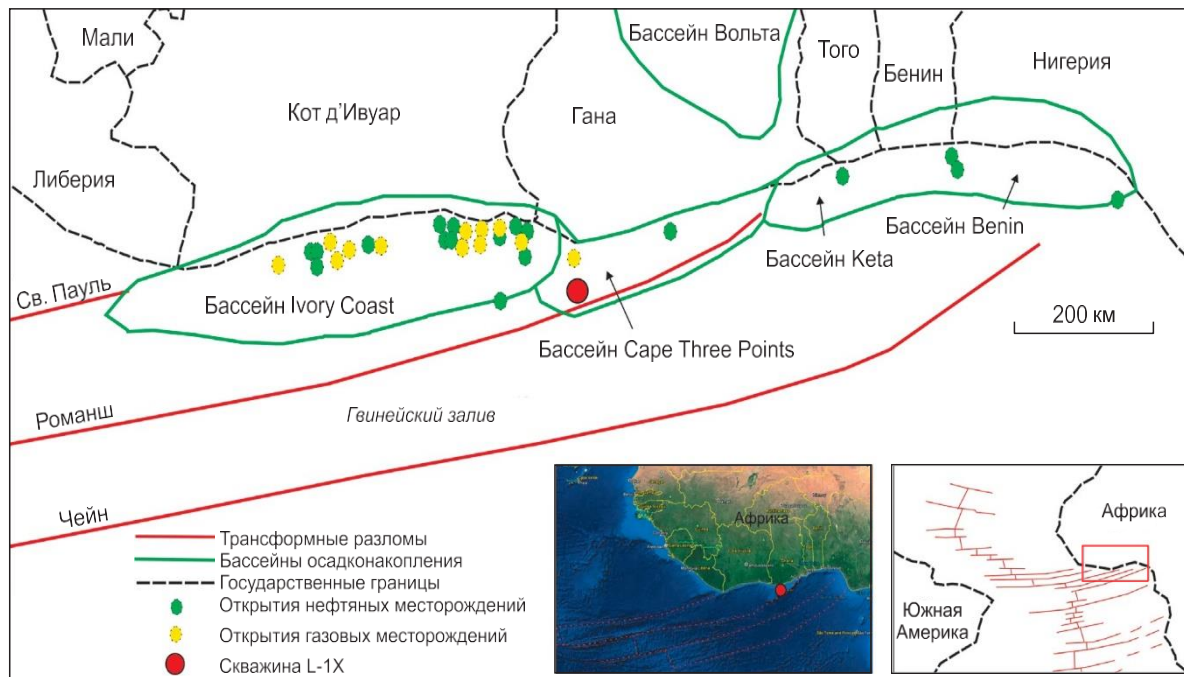 Мали
Бассейн Вольта
Того
Бенин
Нигерия
Кот д’Ивуар
Гана
Либерия
Св. Пауль
Бассейн Ivory Coast
Бассейн Benin
Бассейн Keta
200 км
Бассейн Cape Three Points
Романш
Гвинейский залив
Чейн
Трансформные разломы
Бассейны осадконакопления
Государственные границы
Открытия нефтяных месторождений
Открытия газовых месторождений
Скважина L-1X
Африка
Африка
Южная
Америка